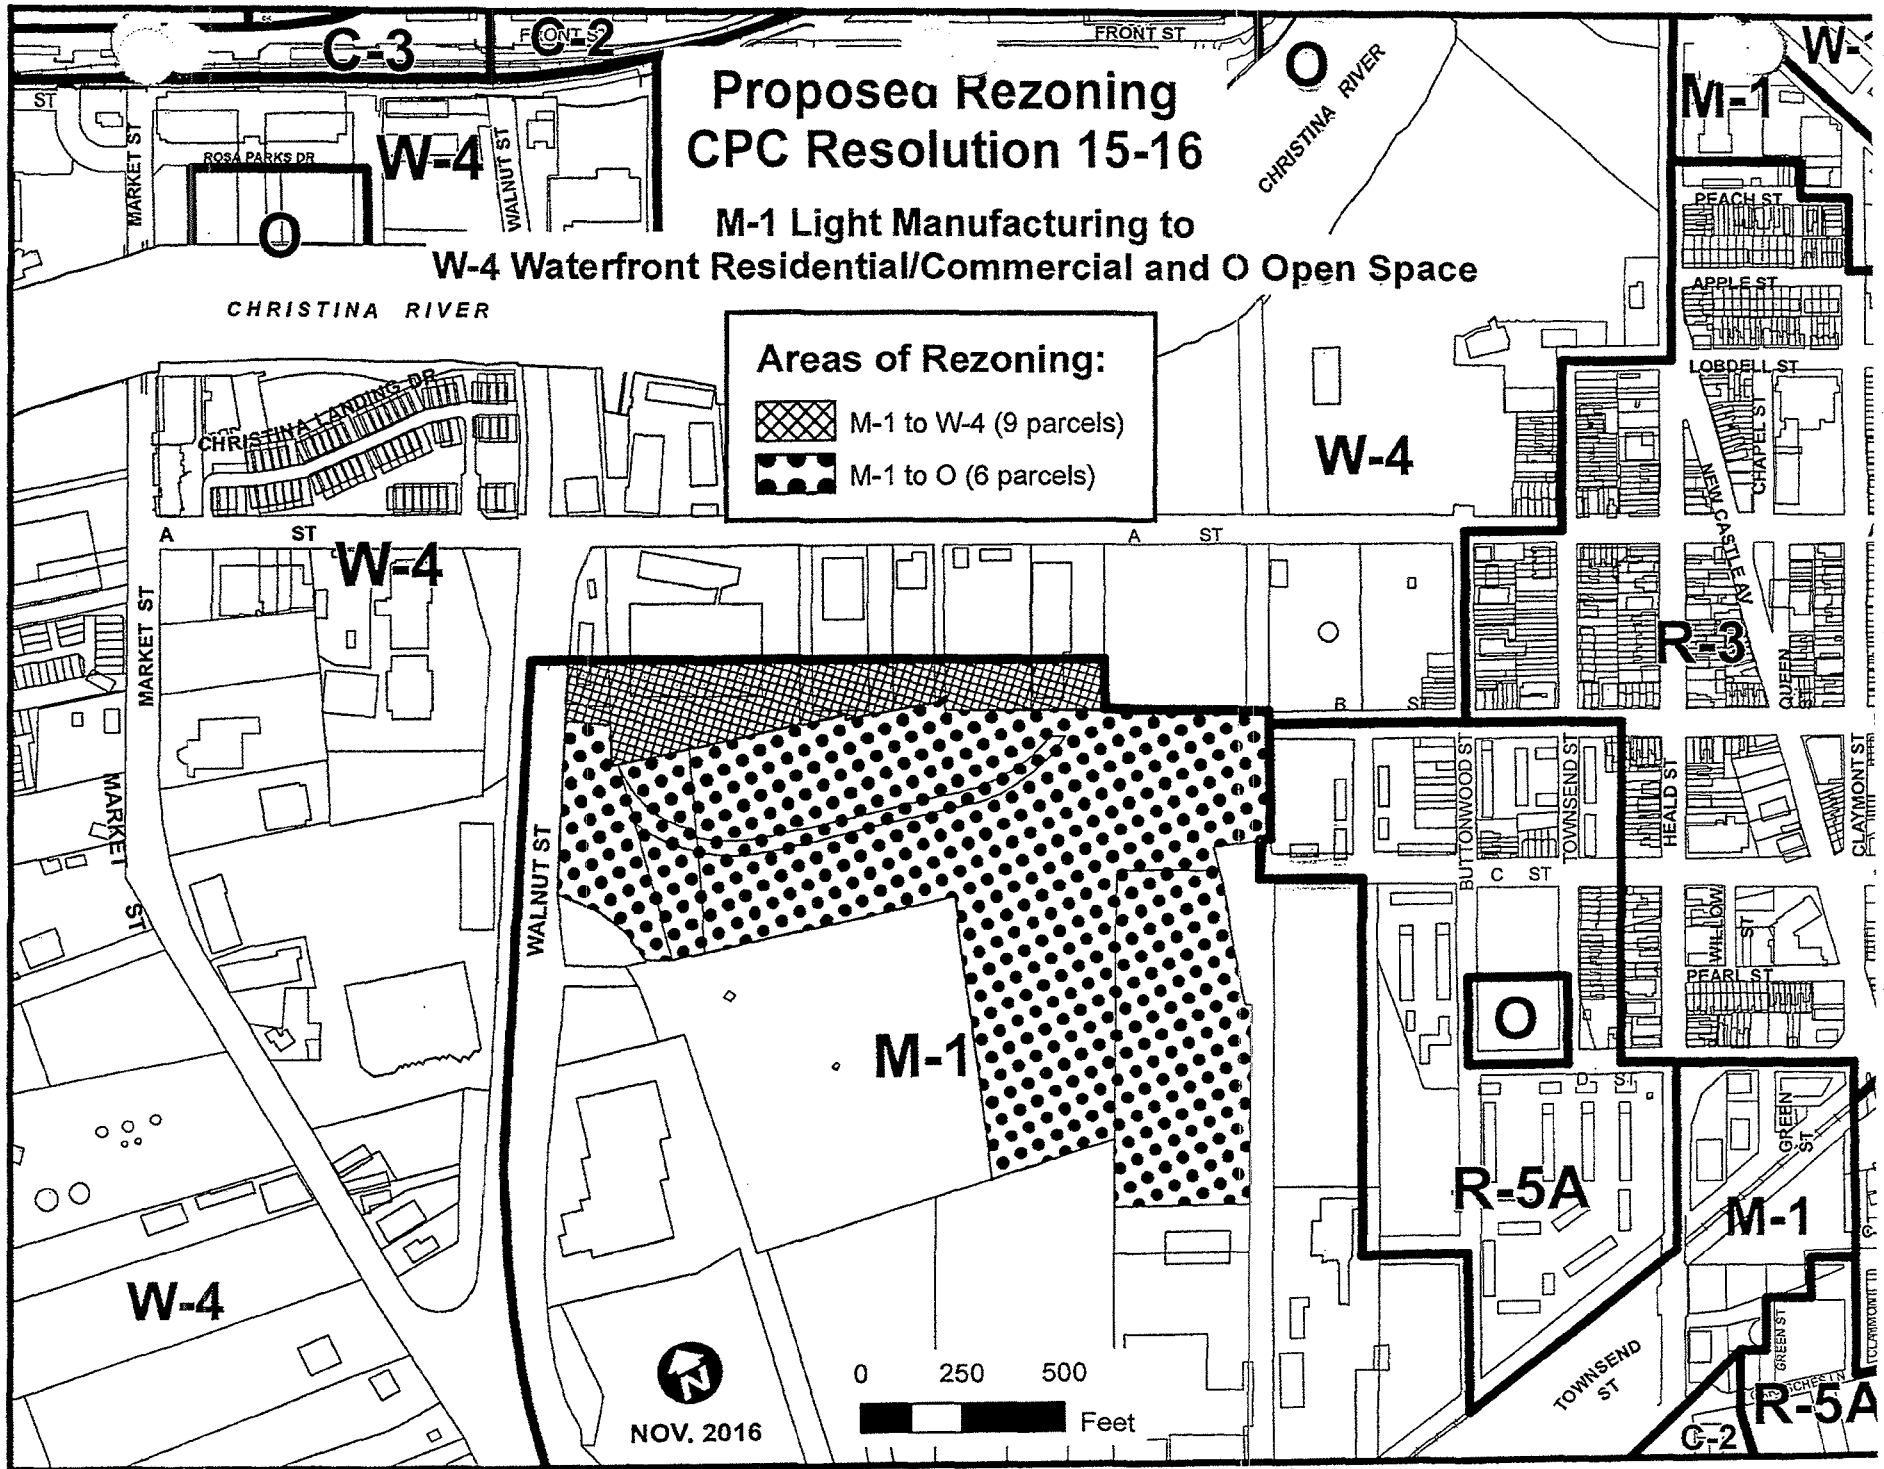 C-3
FRONT ST
C-2
FRONT ST
O
CHRISTINA RIVER
W-
M-1
Proposed Rezoning
CPC Resolution 15-16
M-1 Light Manufacturing to
W-4 Waterfront Residential/Commercial and O Open Space
ST
MARKET ST
ROSA PARKS DR
W-4
WALNUT ST
O
PEACH ST
APPLE ST
LOBDELL ST
CHRISTINA RIVER
Areas of Rezoning:
M-1 to W-4 (9 parcels)
M-1 to O (6 parcels)
CHRISTINA LANDING DR
W-4
CHAPEL ST
NEW CASTLE AV
A ST
W-4
A ST
MARKET ST
R-3
QUEEN ST
B ST
MARKET ST
WALNUT ST
BUTTONWOOD ST
TOWNSEND ST
HEALD ST
CLAYMONT ST
C ST
WILLOW ST
PEARL ST
O
M-1
D ST
GREEN ST
R-5A
M-1
W-4
GREEN ST
CLAYMONT
TOWNSEND ST
R-5A
C-2
N
NOV. 2016
0 250 500
Feet